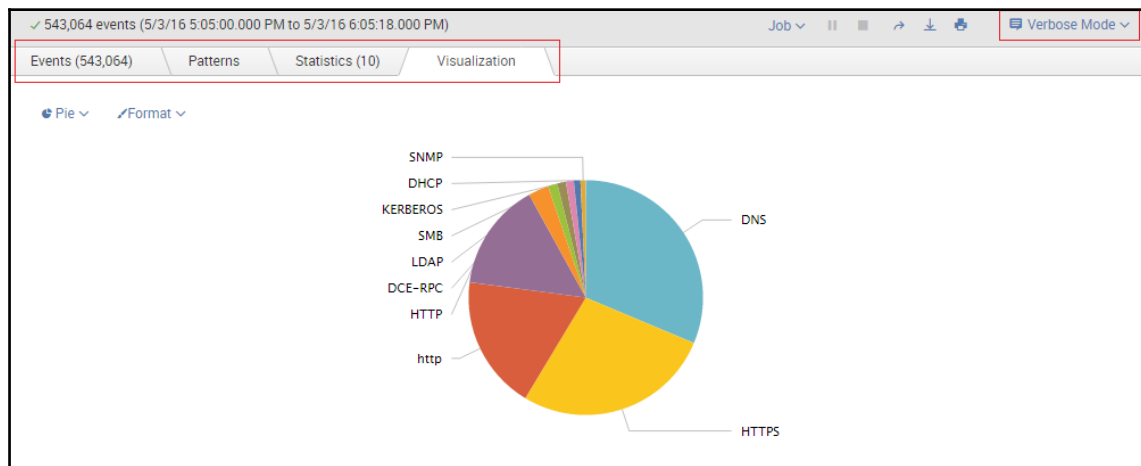 ✓ 543,064 events (5/3/16 5:05:00.000 PM to 5/3/16 6:05:18.000 PM) Job Verbose Mode
Events (543,064) Patterns Statistics (10) Visualization
Pie Format
SNMP
DHCP
KERBEROS
SMB
LDAP
DCE-RPC
HTTP
http
DNS
HTTPS